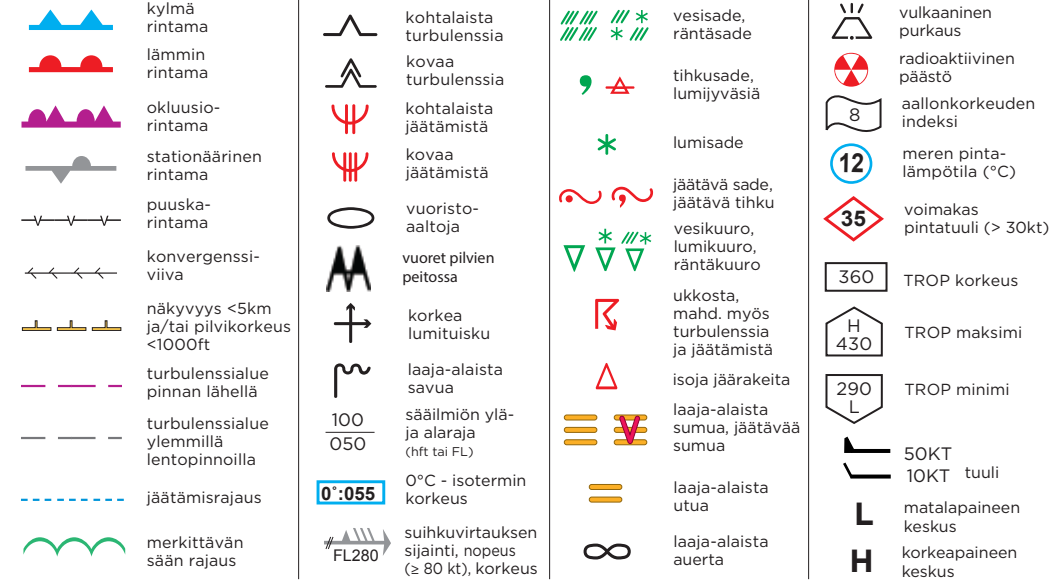 kylmä
rintama
lämmin
rintama
okluusio-
rintama
stationäärinen
rintama
puuska-
rintama
konvergenssi-
viiva
näkyvyys <5km
ja/tai pilvikorkeus
<1000ft
turbulenssialue
pinnan lähellä
turbulenssialue
ylemmillä
lentopinnoilla
jäätämisrajaus
merkittävän
sään rajaus
kohtalaista
turbulenssia
kovaa
turbulenssia
kohtalaista
jäätämistä
kovaa
jäätämistä
vuoristo-
aaltoja
vuoret pilvien
peitossa
korkea
lumituisku
laaja-alaista
savua
100
050
sääilmiön ylä-
ja alaraja
(hft tai FL)
0°:055
0°C - isotermin
korkeus
FL280
suihkuvirtauksen
sijainti, nopeus
(≥ 80 kt), korkeus
vesisade,
räntäsade
tihkusade,
lumijyväsiä
lumisade
jäätävä sade,
jäätävä tihku
vesikuuro,
lumikuuro,
räntäkuuro
ukkosta,
mahd. myös
turbulenssia
ja jäätämistä
isoja jäärakeita
laaja-alaista
sumua, jäätävää
sumua
laaja-alaista
utua
laaja-alaista
auerta
vulkaaninen
purkaus
radioaktiivinen
päästö
8
aallonkorkeuden
indeksi
12
meren pinta-
lämpötila (°C)
35
voimakas
pintatuuli (> 30kt)
360
TROP korkeus
H
430
TROP maksimi
290
L
TROP minimi
50KT
10KT tuuli
L
matalapaineen
keskus
H
korkeapaineen
keskus